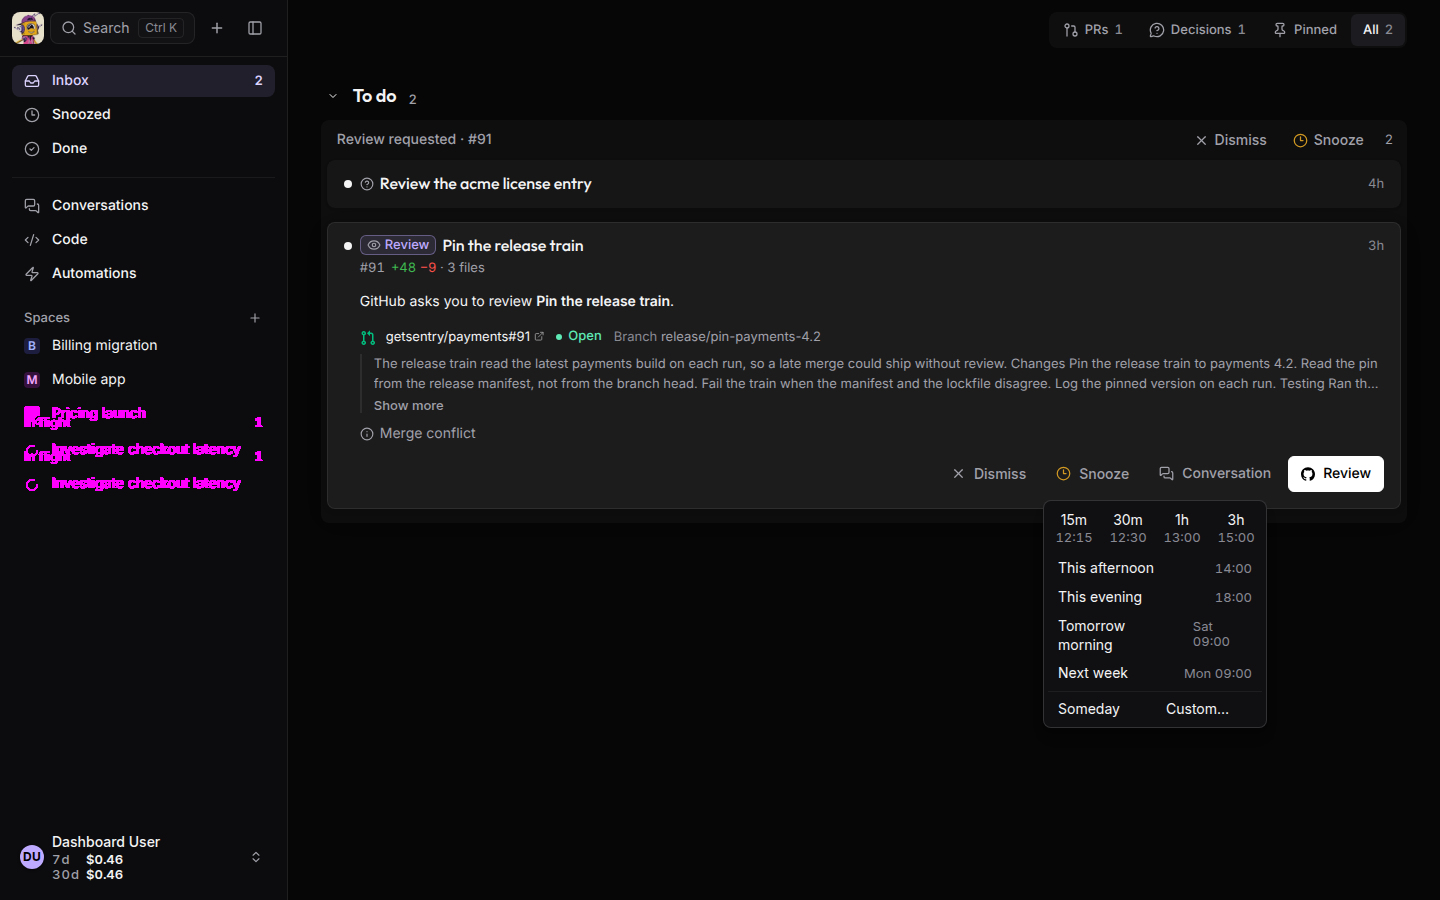 Search Ctrl K
Inbox 2
Snoozed
Done
Conversations
Code
Automations
Spaces
B Billing migration
M Mobile app
Pricing launch
In flight 1
Investigate checkout latency
In flight 1
Investigate checkout latency
DU Dashboard User
7d $0.46
30d $0.46
PRs 1 Decisions 1 Pinned All 2
To do 2
Review requested · #91 Dismiss Snooze 2
Review the acme license entry 4h
Review Pin the release train 3h
#91 +48 −9 · 3 files
GitHub asks you to review Pin the release train.
getsentry/payments#91 Open Branch release/pin-payments-4.2
The release train read the latest payments build on each run, so a late merge could ship without review. Changes Pin the release train to payments 4.2. Read the pin
from the release manifest, not from the branch head. Fail the train when the manifest and the lockfile disagree. Log the pinned version on each run. Testing Ran th...
Show more
Merge conflict
Dismiss Snooze Conversation Review
15m 30m 1h 3h
12:15 12:30 13:00 15:00
This afternoon 14:00
This evening 18:00
Tomorrow morning Sat 09:00
Next week Mon 09:00
Someday Custom...